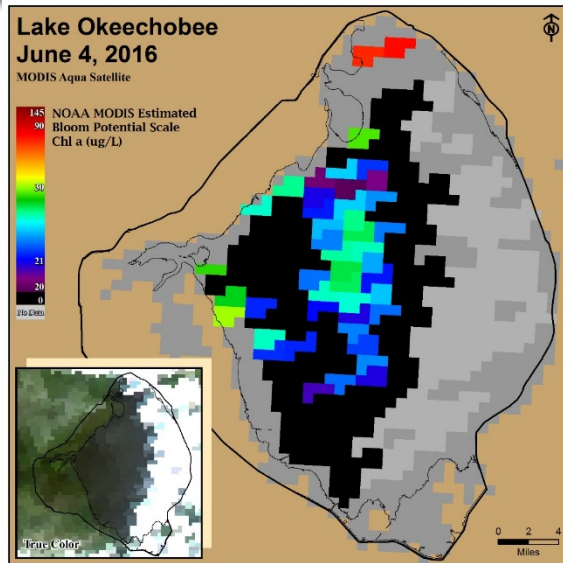 Lake Okeechobee
June 4, 2016
MODIS Aqua Satellite
N
NOAA MODIS Estimated
Bloom Potential Scale
Chl a (ug/L)
145
90
30
21
20
0
No Data
True Color
0 2 4
Miles